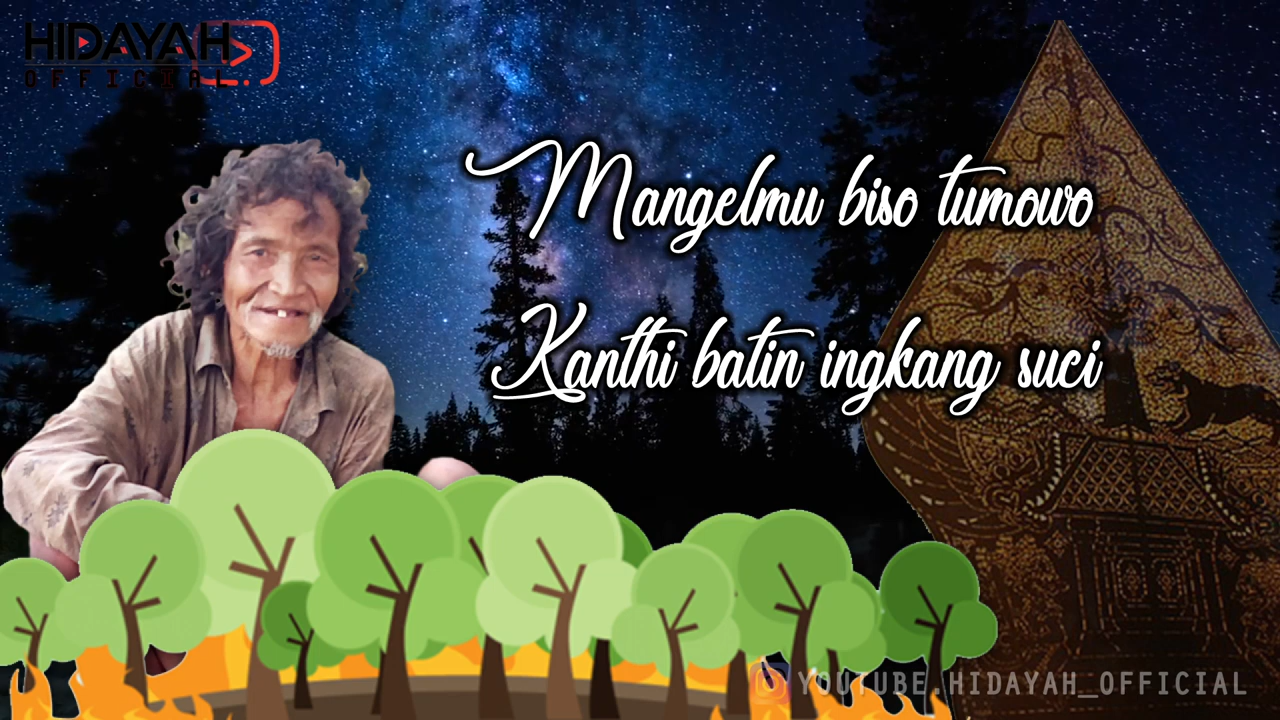 HIDAYAH
OFFICIAL
Mangelmu biso tumowo
Kanthi batin ingkang suci
YOUTUBE.HIDAYAH_OFFICIAL